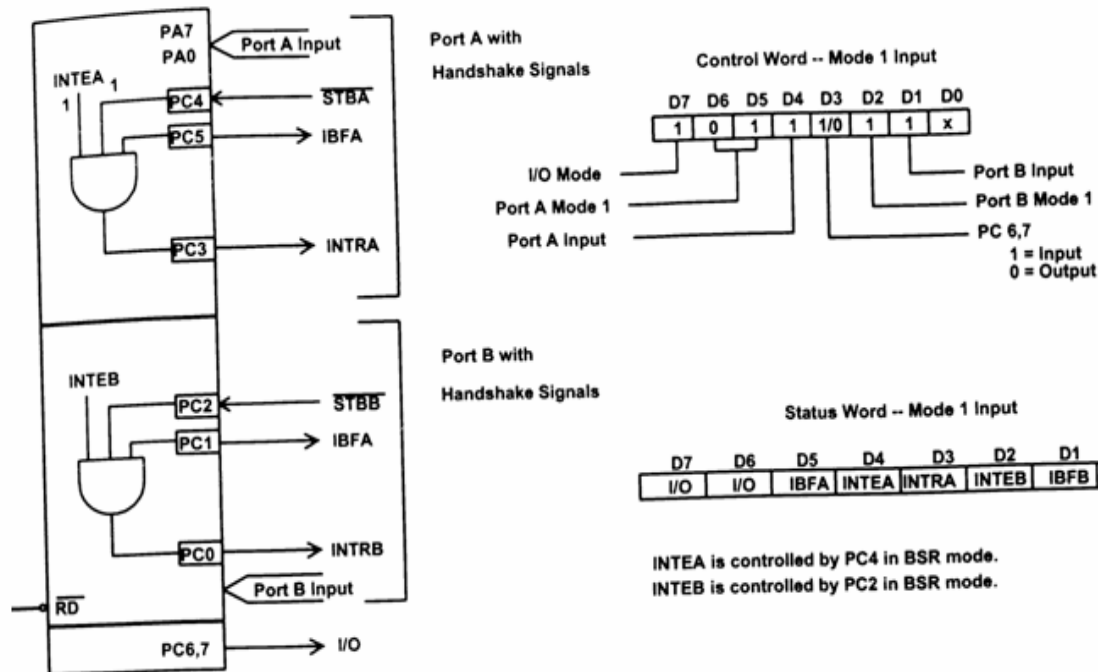 PA7
PA0
Port A Input
INTEA 1
1
PC4
STBA
PC5
IBFA
PC3
INTRA
Port A with
Handshake Signals
INTEB
PC2
STBB
PC1
IBFA
PC0
INTRB
Port B Input
RD
PC6,7
I/O
Port B with
Handshake Signals
Control Word -- Mode 1 Input
D7 D6 D5 D4 D3 D2 D1 D0
1 0 1 1 1/0 1 1 x
I/O Mode
Port A Mode 1
Port A Input
Port B Input
Port B Mode 1
PC 6,7
1 = Input
0 = Output
Status Word -- Mode 1 Input
D7 D6 D5 D4 D3 D2 D1
I/O I/O IBFA INTEA INTRA INTEB IBFB
INTEA is controlled by PC4 in BSR mode.
INTEB is controlled by PC2 in BSR mode.